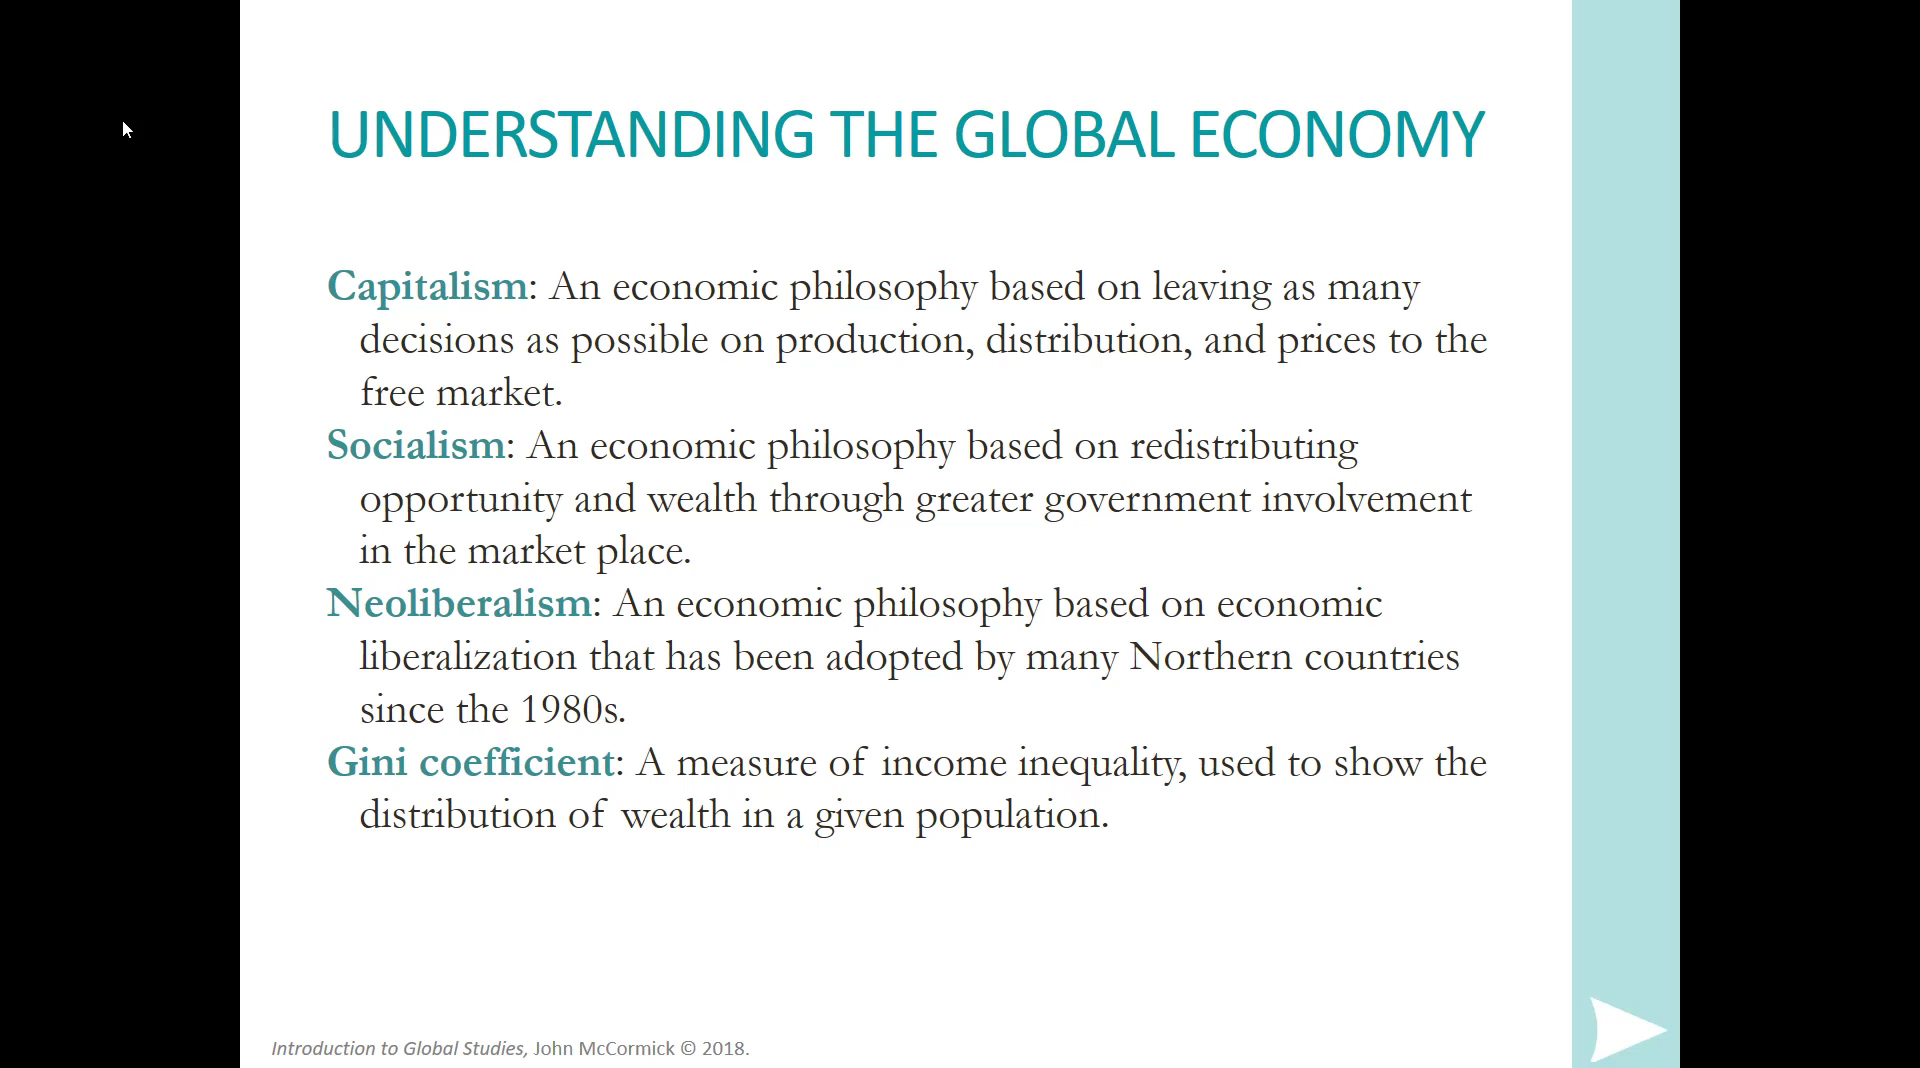 UNDERSTANDING THE GLOBAL ECONOMY
Capitalism: An economic philosophy based on leaving as many
decisions as possible on production, distribution, and prices to the
free market.
Socialism: An economic philosophy based on redistributing
opportunity and wealth through greater government involvement
in the market place.
Neoliberalism: An economic philosophy based on economic
liberalization that has been adopted by many Northern countries
since the 1980s.
Gini coefficient: A measure of income inequality, used to show the
distribution of wealth in a given population.
Introduction to Global Studies, John McCormick © 2018.